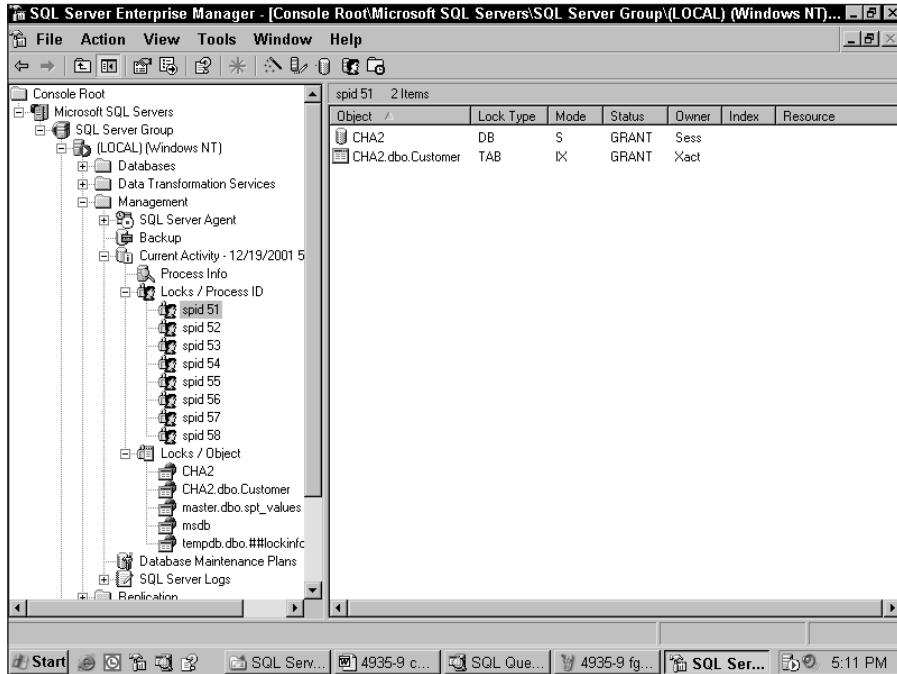 SQL Server Enterprise Manager - [Console Root\Microsoft SQL Servers\SQL Server Group\(LOCAL) (Windows NT)...
File Action View Tools Window Help
Console Root
Microsoft SQL Servers
SQL Server Group
(LOCAL) (Windows NT)
Databases
Data Transformation Services
Management
SQL Server Agent
Backup
Current Activity - 12/19/2001 5
Process Info
Locks / Process ID
spid 51
spid 52
spid 53
spid 54
spid 55
spid 56
spid 57
spid 58
Locks / Object
CHA2
CHA2.dbo.Customer
master.dbo.spt_values
msdb
tempdb.dbo.##lockinfo
Database Maintenance Plans
SQL Server Logs
Replication
spid 51 2 Items
Object Lock Type Mode Status Owner Index Resource
CHA2 DB S GRANT Sess
CHA2.dbo.Customer TAB IX GRANT Xact
Start SQL Serv... 4935-9 c... SQL Que... 4935-9 fg... SQL Ser... 5:11 PM